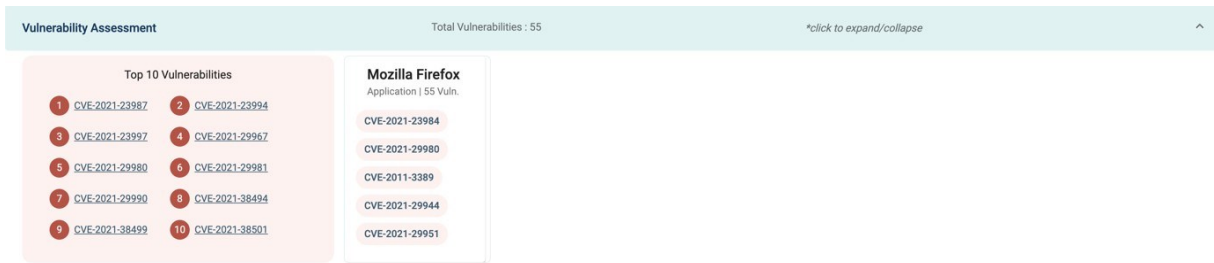 Vulnerability Assessment
Total Vulnerabilities : 55
*click to expand/collapse
Top 10 Vulnerabilities
1 CVE-2021-23987
2 CVE-2021-23994
3 CVE-2021-23997
4 CVE-2021-29967
5 CVE-2021-29980
6 CVE-2021-29981
7 CVE-2021-29990
8 CVE-2021-38494
9 CVE-2021-38499
10 CVE-2021-38501
Mozilla Firefox
Application | 55 Vuln.
CVE-2021-23984
CVE-2021-29980
CVE-2011-3389
CVE-2021-29944
CVE-2021-29951